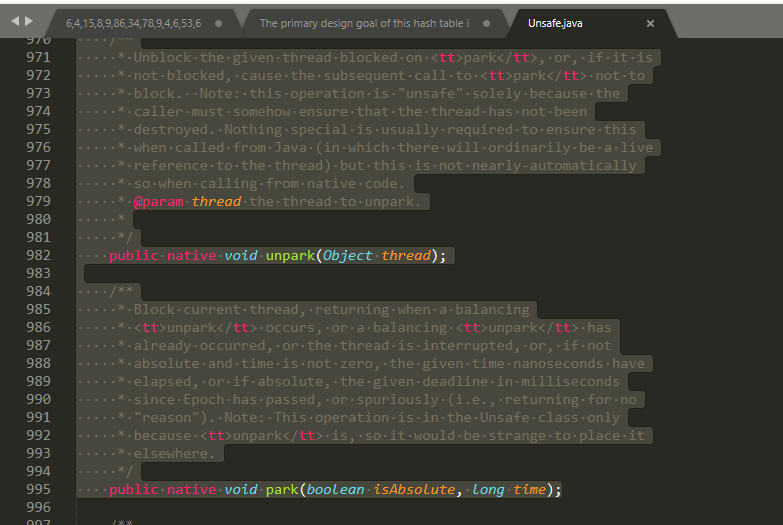 6,4,15,8,9,86,34,78,9,4,6,53,6
The primary design goal of this hash table i
Unsafe.java
970 /**
971 * Unblock the given thread blocked on <tt>park</tt>, or, if it is
972 * not blocked, cause the subsequent call to <tt>park</tt> not to
973 * block. Note: this operation is "unsafe" solely because the
974 * caller must somehow ensure that the thread has not been
975 * destroyed. Nothing special is usually required to ensure this
976 * when called from Java (in which there will ordinarily be a live
977 * reference to the thread) but this is not nearly-automatically
978 * so when calling from native code.
979 * @param thread the thread to unpark.
980 *
981 */
982 public native void unpark(Object thread);
983
984 /**
985 * Block current thread, returning when a balancing
986 * <tt>unpark</tt> occurs, or a balancing <tt>unpark</tt> has
987 * already occurred, or the thread is interrupted, or, if not
988 * absolute and time is not zero, the given time nanoseconds have
989 * elapsed, or if absolute, the given deadline in milliseconds
990 * since Epoch has passed, or spuriously (i.e., returning for no
991 * "reason"). Note: This operation is in the Unsafe class only
992 * because <tt>unpark</tt> is, so it would be strange to place it
993 * elsewhere.
994 */
995 public native void park(boolean isAbsolute, long time);
996
997 /**